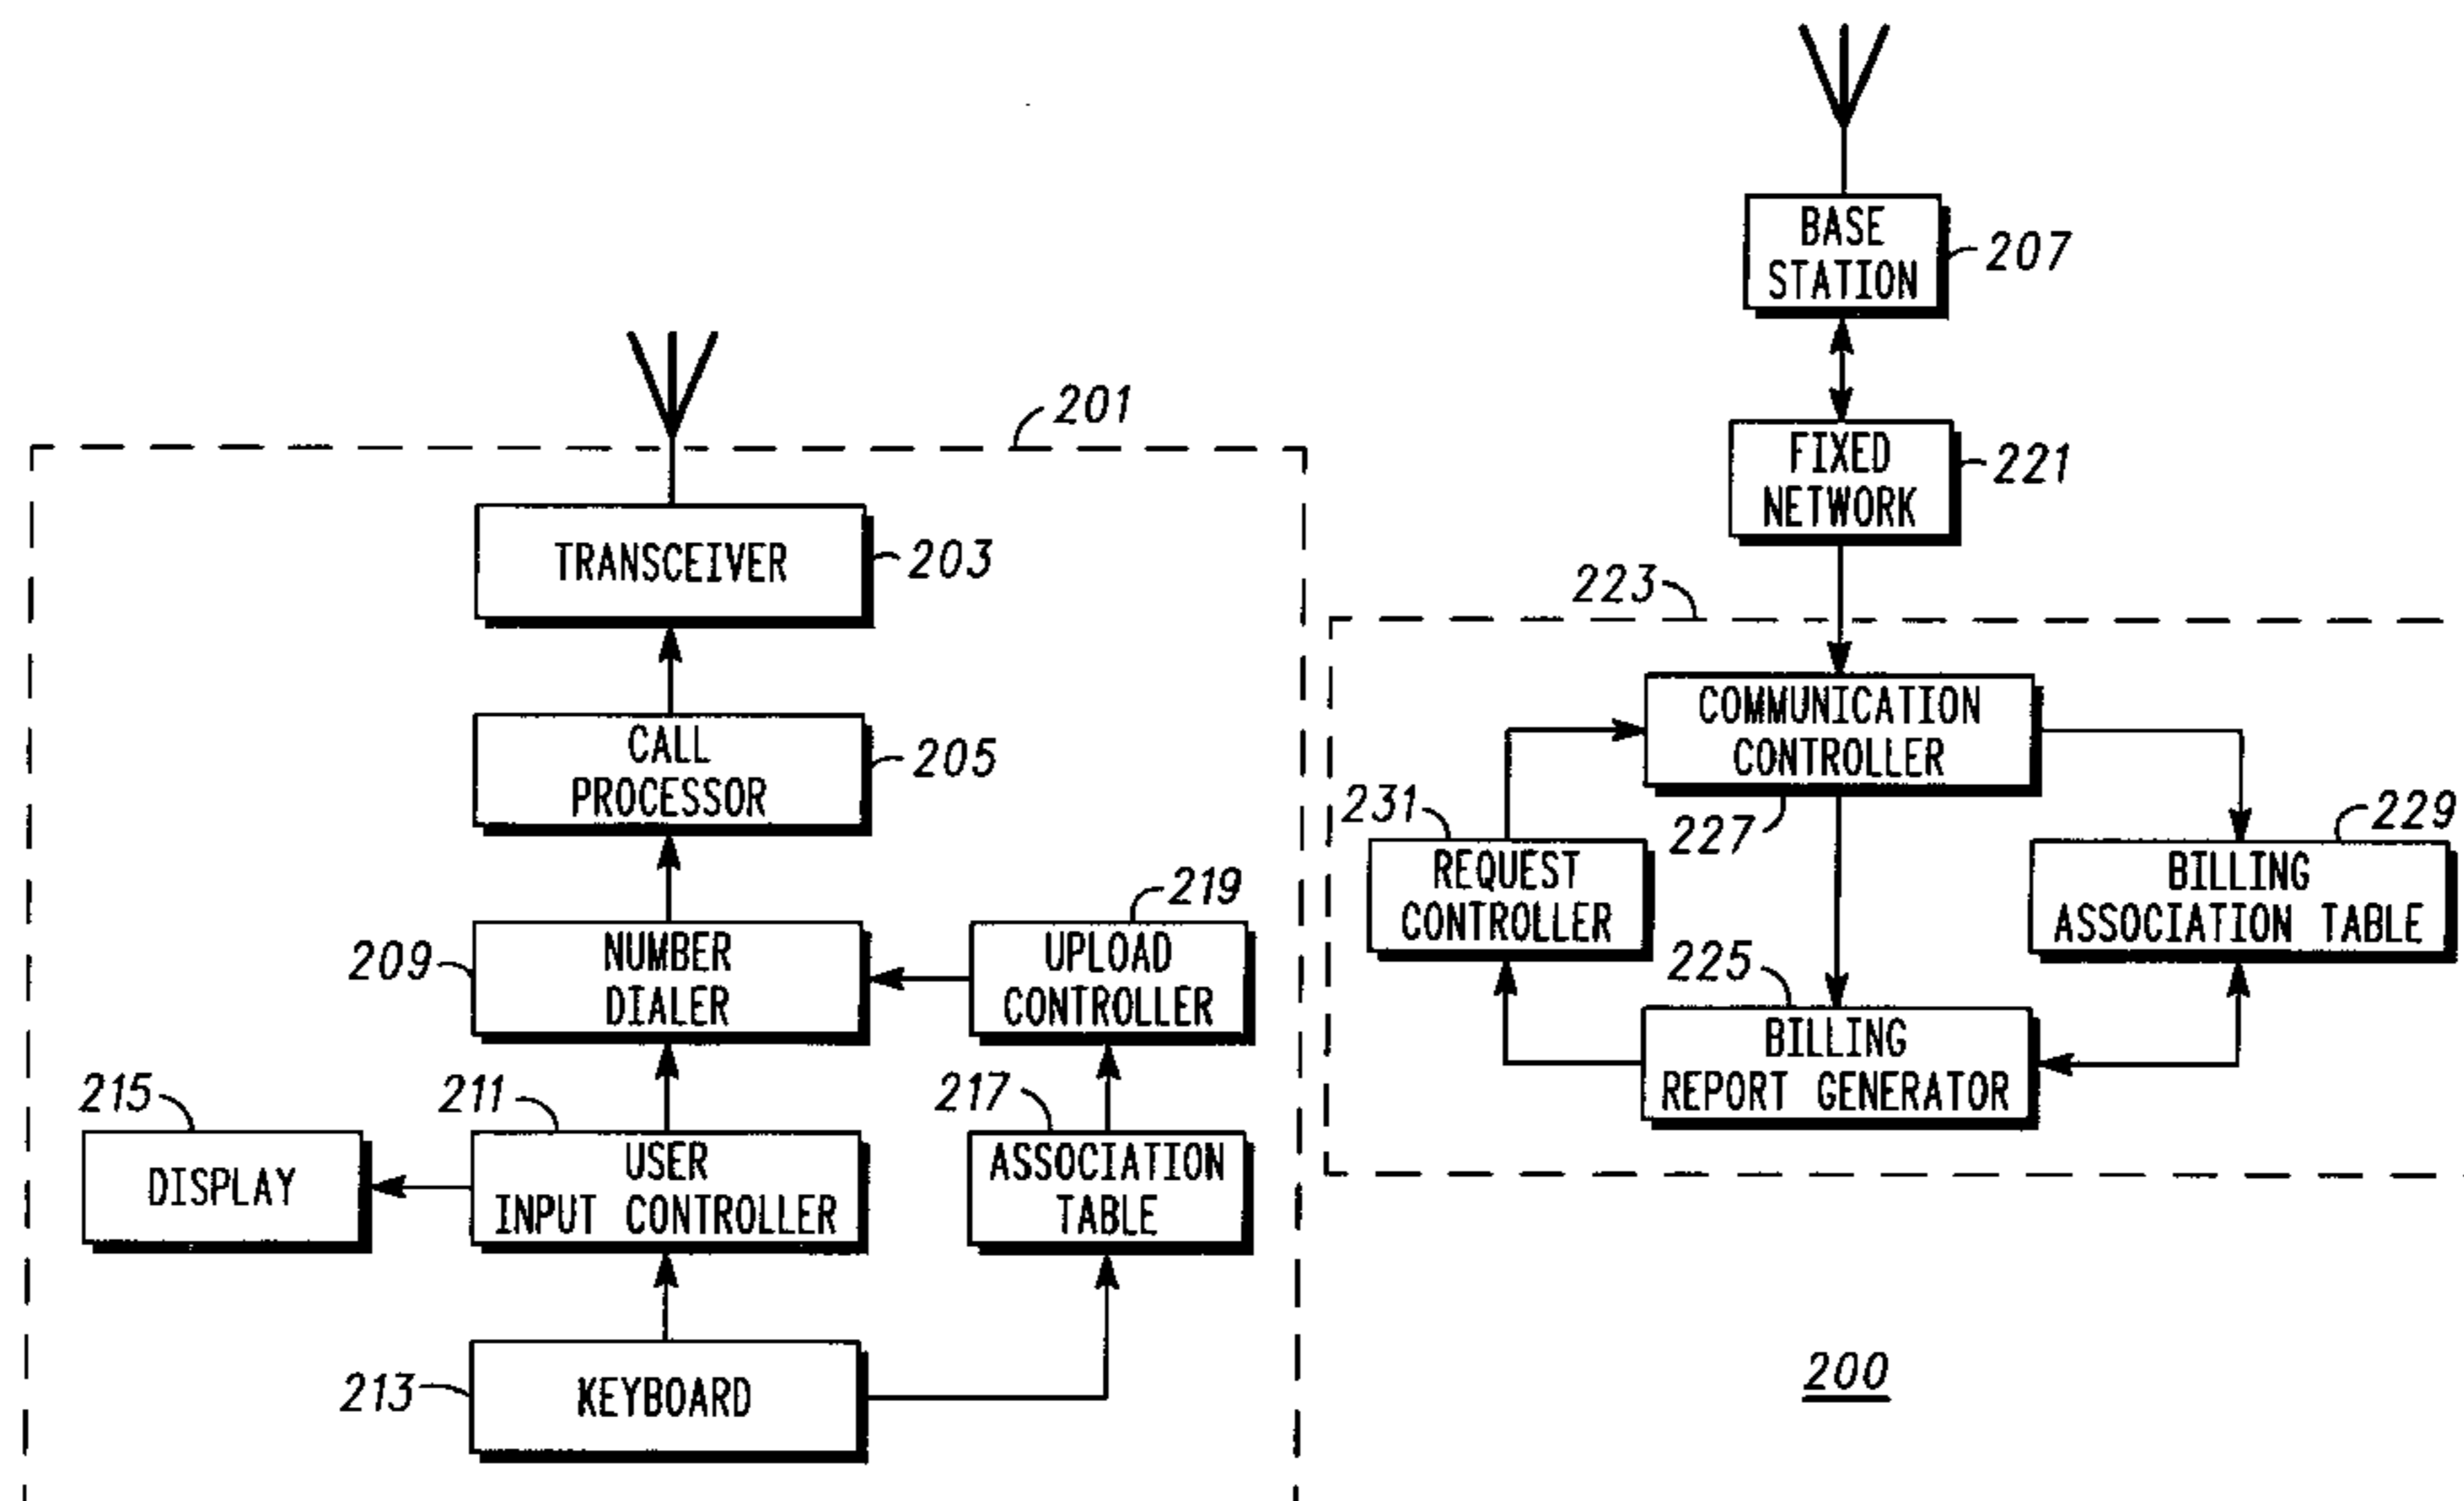 BASE
STATION
207
FIXED
NETWORK
221
201
TRANSCEIVER
203
CALL
PROCESSOR
205
NUMBER
DIALER
209
UPLOAD
CONTROLLER
219
DISPLAY
215
USER
INPUT CONTROLLER
211
ASSOCIATION
TABLE
217
KEYBOARD
213
223
COMMUNICATION
CONTROLLER
227
REQUEST
CONTROLLER
231
BILLING
ASSOCIATION TABLE
229
BILLING
REPORT GENERATOR
225
200